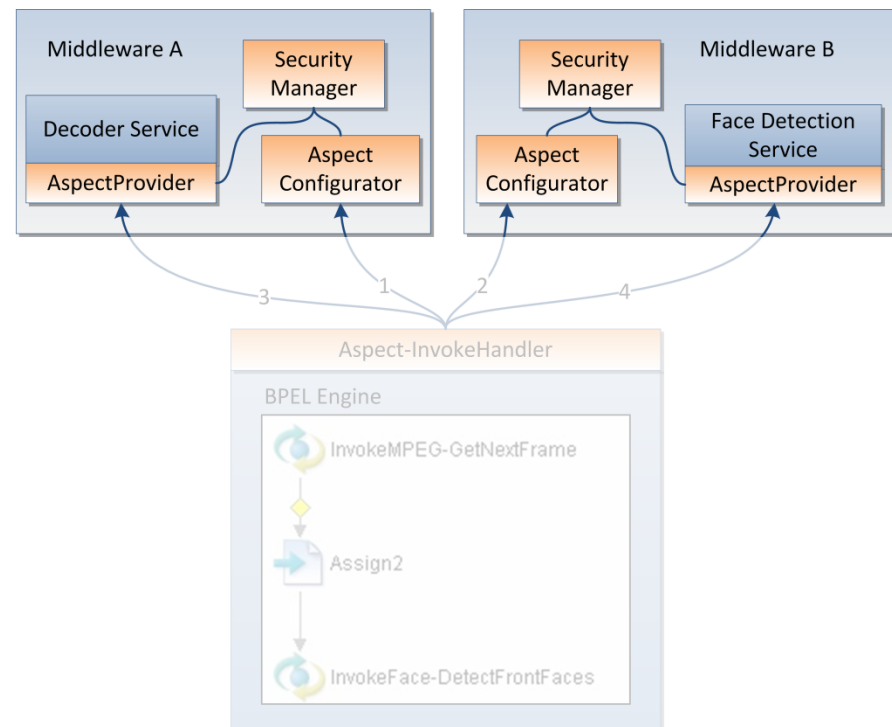 Middleware A
Security
Manager
Decoder Service
AspectProvider
Aspect
Configurator
Middleware B
Security
Manager
Aspect
Configurator
Face Detection
Service
AspectProvider
3
1
2
4
Aspect-InvokeHandler
BPEL Engine
InvokeMPEG-GetNextFrame
Assign2
InvokeFace-DetectFrontFaces